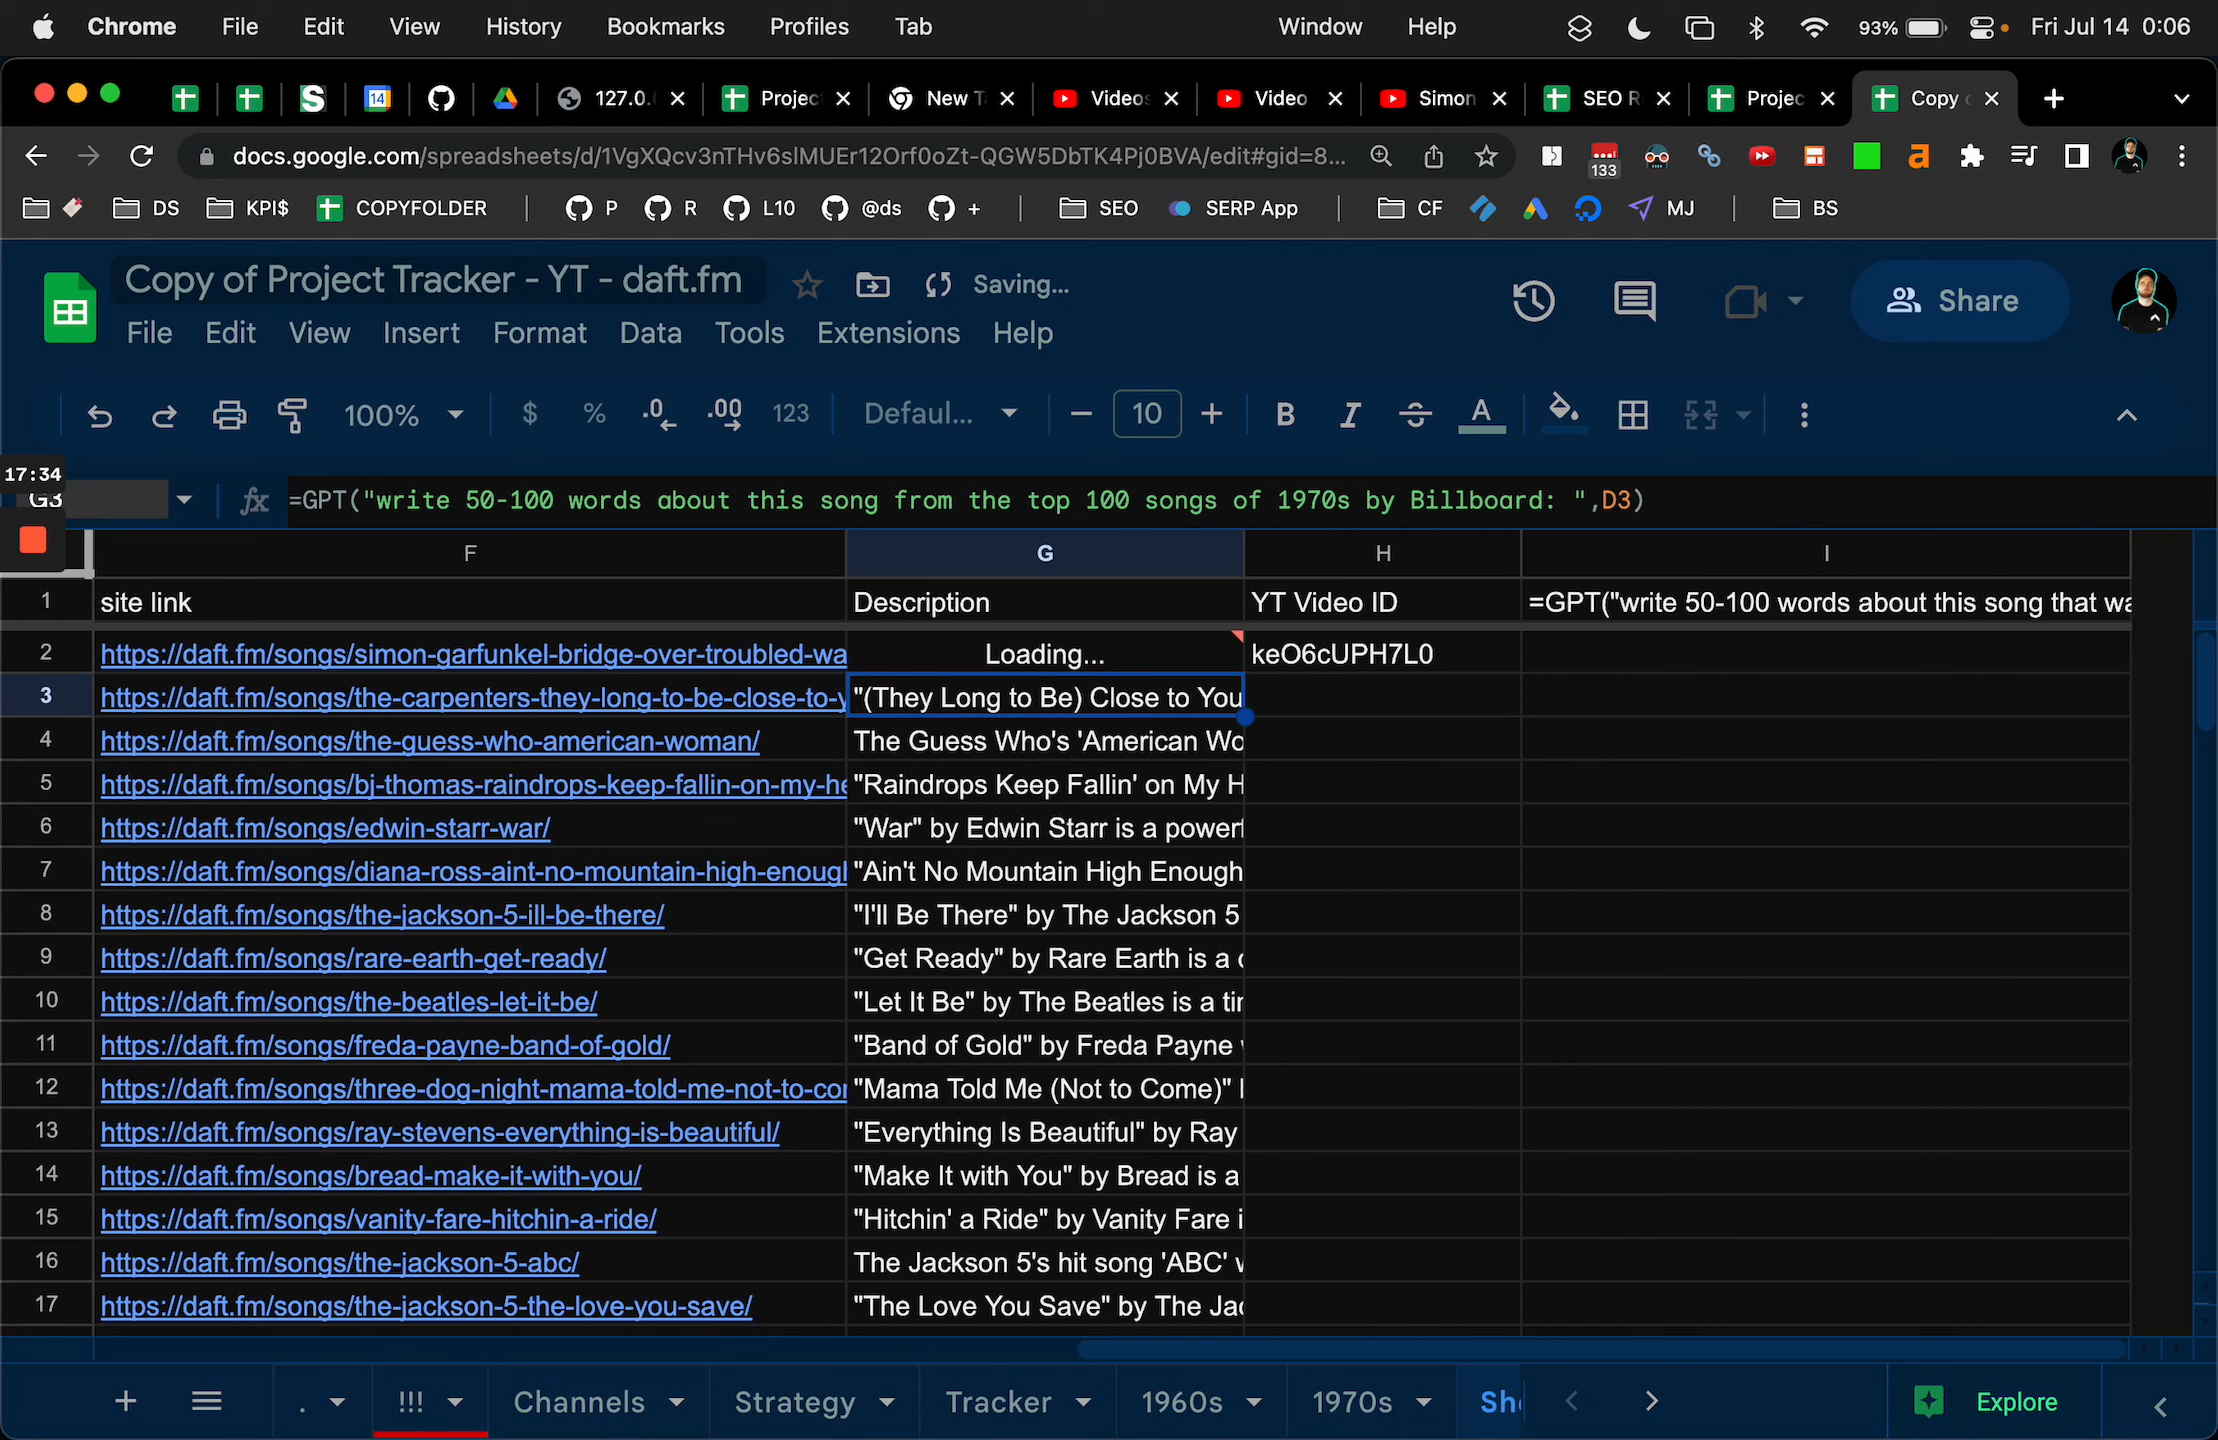 Chrome File Edit View History Bookmarks Profiles Tab Window Help 93% Fri Jul 14 0:06
14 127.0. Projec New T Videos Video Simon SEO R Projec Copy
docs.google.com/spreadsheets/d/1VgXQcv3nTHv6slMUEr12Orf0oZt-QGW5DbTK4Pj0BVA/edit#gid=8... 133
DS KPI$ COPYFOLDER P R L10 @ds + SEO SERP App CF MJ BS
Copy of Project Tracker - YT - daft.fm Saving...
Share
File Edit View Insert Format Data Tools Extensions Help
100% $ % .0 .00 123 Defaul... 10 B I A
17:34
G3 fx =GPT("write 50-100 words about this song from the top 100 songs of 1970s by Billboard: ",D3)
F G H I
1 site link Description YT Video ID =GPT("write 50-100 words about this song that wa
2 https://daft.fm/songs/simon-garfunkel-bridge-over-troubled-wa Loading... keO6cUPH7L0
3 https://daft.fm/songs/the-carpenters-they-long-to-be-close-to-y "(They Long to Be) Close to You
4 https://daft.fm/songs/the-guess-who-american-woman/ The Guess Who's 'American Wo
5 https://daft.fm/songs/bj-thomas-raindrops-keep-fallin-on-my-he "Raindrops Keep Fallin' on My H
6 https://daft.fm/songs/edwin-starr-war/ "War" by Edwin Starr is a powerf
7 https://daft.fm/songs/diana-ross-aint-no-mountain-high-enough "Ain't No Mountain High Enough
8 https://daft.fm/songs/the-jackson-5-ill-be-there/ "I'll Be There" by The Jackson 5
9 https://daft.fm/songs/rare-earth-get-ready/ "Get Ready" by Rare Earth is a c
10 https://daft.fm/songs/the-beatles-let-it-be/ "Let It Be" by The Beatles is a tim
11 https://daft.fm/songs/freda-payne-band-of-gold/ "Band of Gold" by Freda Payne
12 https://daft.fm/songs/three-dog-night-mama-told-me-not-to-com "Mama Told Me (Not to Come)"
13 https://daft.fm/songs/ray-stevens-everything-is-beautiful/ "Everything Is Beautiful" by Ray
14 https://daft.fm/songs/bread-make-it-with-you/ "Make It with You" by Bread is a
15 https://daft.fm/songs/vanity-fare-hitchin-a-ride/ "Hitchin' a Ride" by Vanity Fare i
16 https://daft.fm/songs/the-jackson-5-abc/ The Jackson 5's hit song 'ABC'
17 https://daft.fm/songs/the-jackson-5-the-love-you-save/ "The Love You Save" by The Jac
. !!! Channels Strategy Tracker 1960s 1970s She Explore